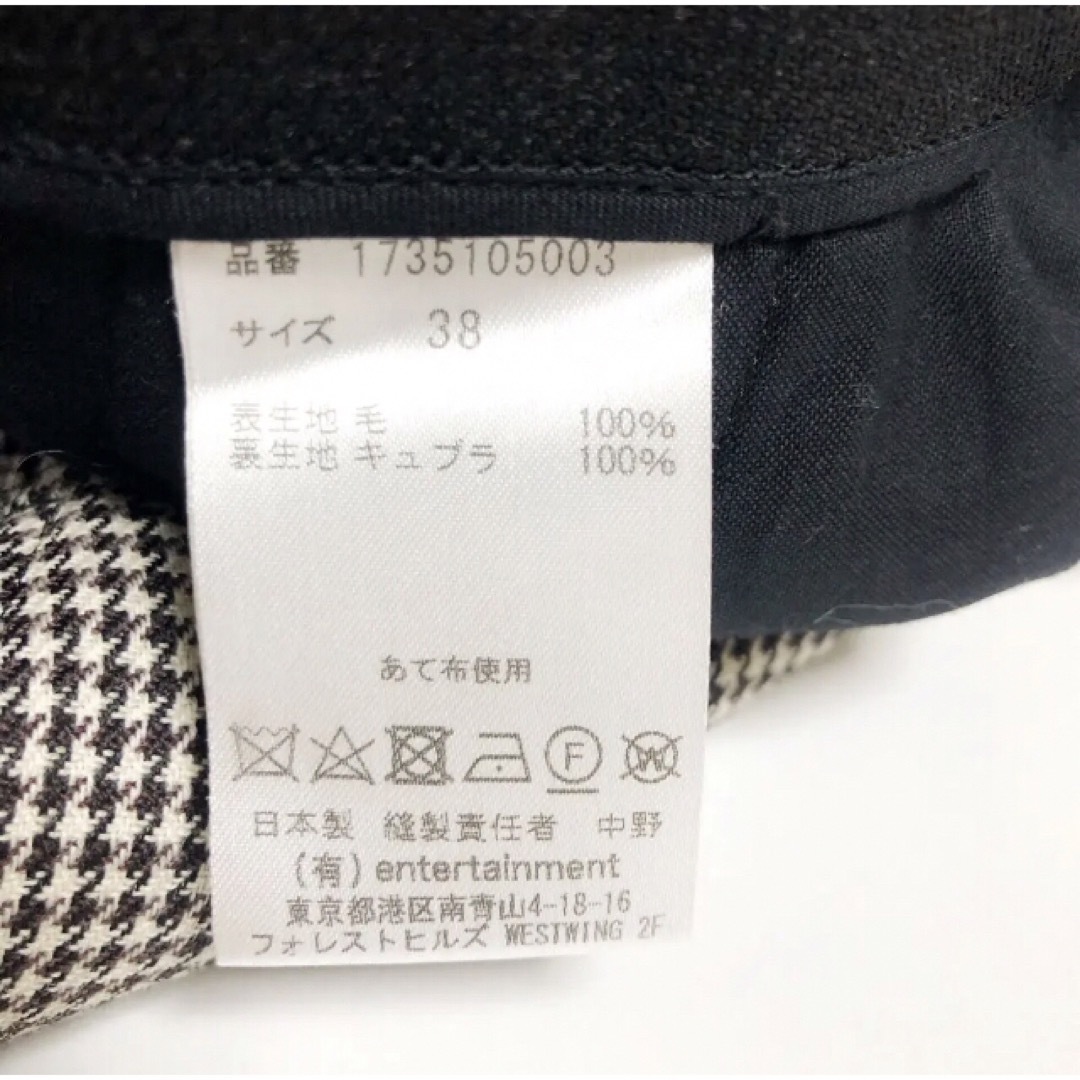 品番 1735105003
サイズ 38
表生地 毛 100%
裏生地 キュプラ 100%
あて布使用
F
W
日本製 縫製責任者 中野
(有) entertainment
東京都港区南青山4-18-16
フォレストヒルズ WESTWING 2F